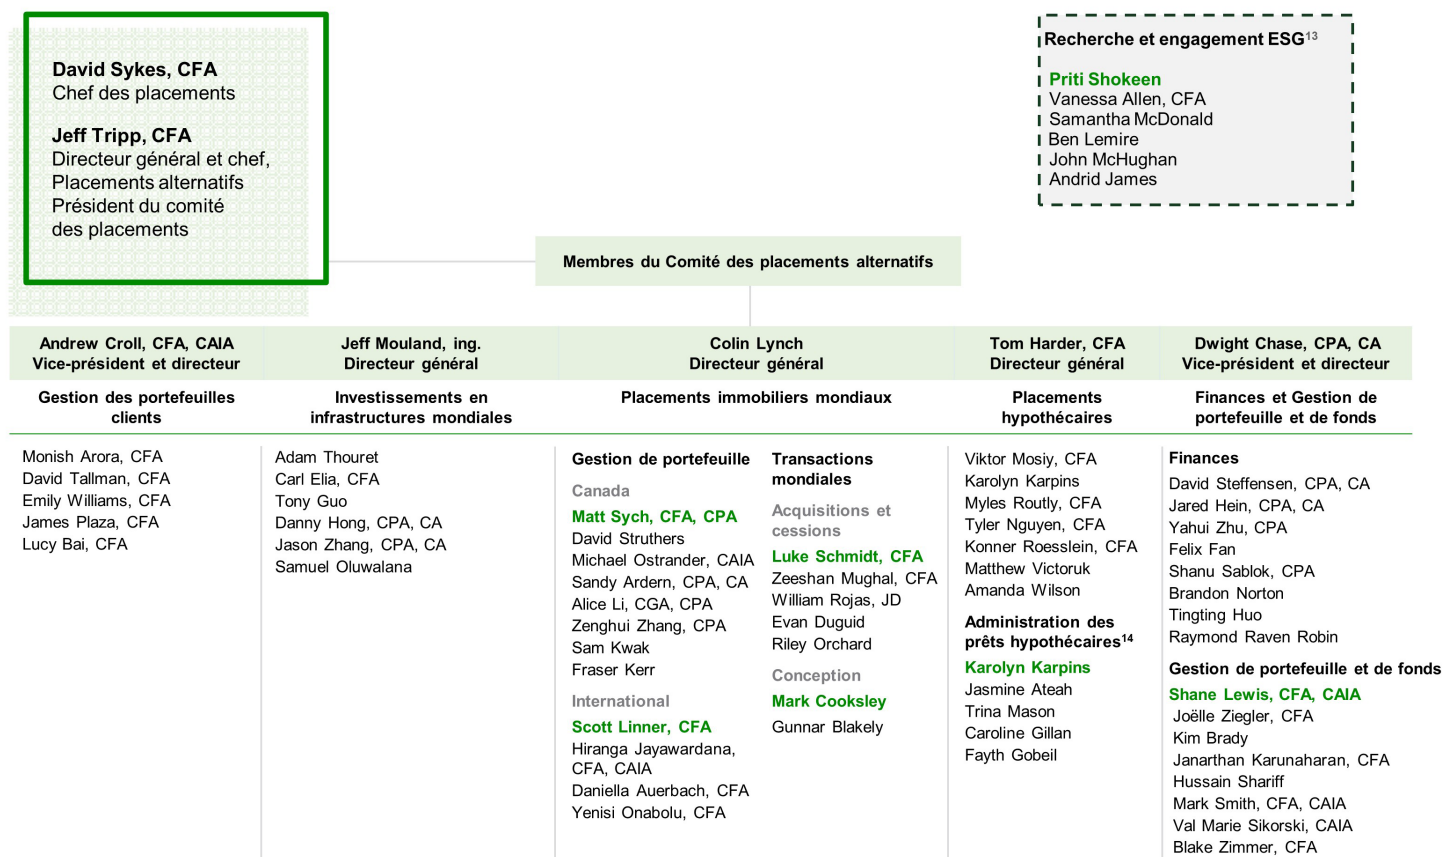 David Sykes, CFA
Chef des placements
Jeff Tripp, CFA
Directeur général et chef,
Placements alternatifs
Président du comité
des placements
Recherche et engagement ESG¹³
Priti Shokeen
Vanessa Allen, CFA
Samantha McDonald
Ben Lemire
John McHughan
Andrid James
Membres du Comité des placements alternatifs
Andrew Croll, CFA, CAIA
Vice-président et directeur
Gestion des portefeuilles
clients
Monish Arora, CFA
David Tallman, CFA
Emily Williams, CFA
James Plaza, CFA
Lucy Bai, CFA
Jeff Mouland, ing.
Directeur général
Investissements en
infrastructures mondiales
Adam Thouret
Carl Elia, CFA
Tony Guo
Danny Hong, CPA, CA
Jason Zhang, CPA, CA
Samuel Oluwalana
Colin Lynch
Directeur général
Placements immobiliers mondiaux
Gestion de portefeuille
Canada
Matt Sych, CFA, CPA
David Struthers
Michael Ostrander, CAIA
Sandy Ardern, CPA, CA
Alice Li, CGA, CPA
Zenghui Zhang, CPA
Sam Kwak
Fraser Kerr
International
Scott Linner, CFA
Hiranga Jayawardana,
CFA, CAIA
Daniella Auerbach, CFA
Yenisi Onabolu, CFA
Transactions
mondiales
Acquisitions et
cessions
Luke Schmidt, CFA
Zeeshan Mughal, CFA
William Rojas, JD
Evan Duguid
Riley Orchard
Conception
Mark Cooksley
Gunnar Blakely
Tom Harder, CFA
Directeur général
Placements
hypothécaires
Viktor Mosiy, CFA
Karolyn Karpins
Myles Routly, CFA
Tyler Nguyen, CFA
Konner Roesslein, CFA
Matthew Victoruk
Amanda Wilson
Administration des
prêts hypothécaires¹⁴
Karolyn Karpins
Jasmine Ateah
Trina Mason
Caroline Gillan
Fayth Gobeil
Dwight Chase, CPA, CA
Vice-président et directeur
Finances et Gestion de
portefeuille et de fonds
Finances
David Steffensen, CPA, CA
Jared Hein, CPA, CA
Yahui Zhu, CPA
Felix Fan
Shanu Sablok, CPA
Brandon Norton
Tingting Huo
Raymond Raven Robin
Gestion de portefeuille et de fonds
Shane Lewis, CFA, CAIA
Joëlle Ziegler, CFA
Kim Brady
Janarthan Karunaharan, CFA
Hussain Shariff
Mark Smith, CFA, CAIA
Val Marie Sikorski, CAIA
Blake Zimmer, CFA